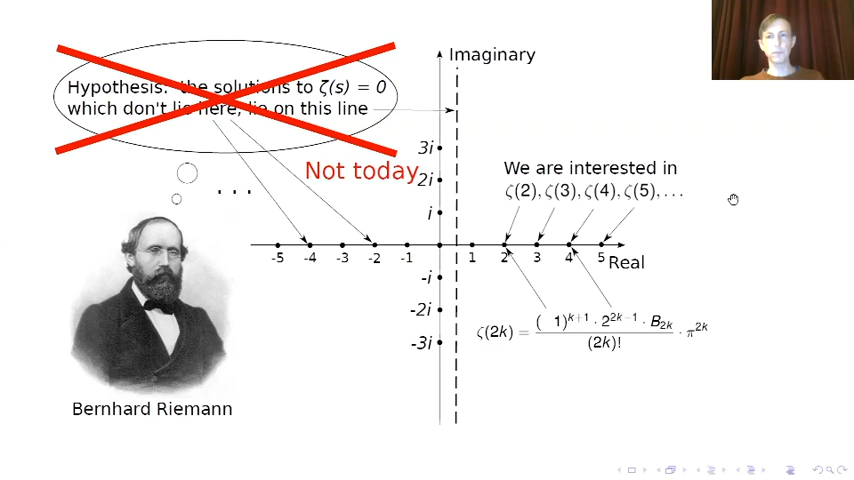 Imaginary
Hypothesis: the solutions to ζ(s) = 0
which don't lie here, lie on this line
Not today
3i
2i
i
We are interested in
ζ(2), ζ(3), ζ(4), ζ(5), . . .
. . .
-5 -4 -3 -2 -1 1 2 3 4 5 Real
-i
-2i
-3i
ζ(2k) = ( 1)^{k+1} · 2^{2k−1} · B_{2k} / (2k)! · π^{2k}
Bernhard Riemann